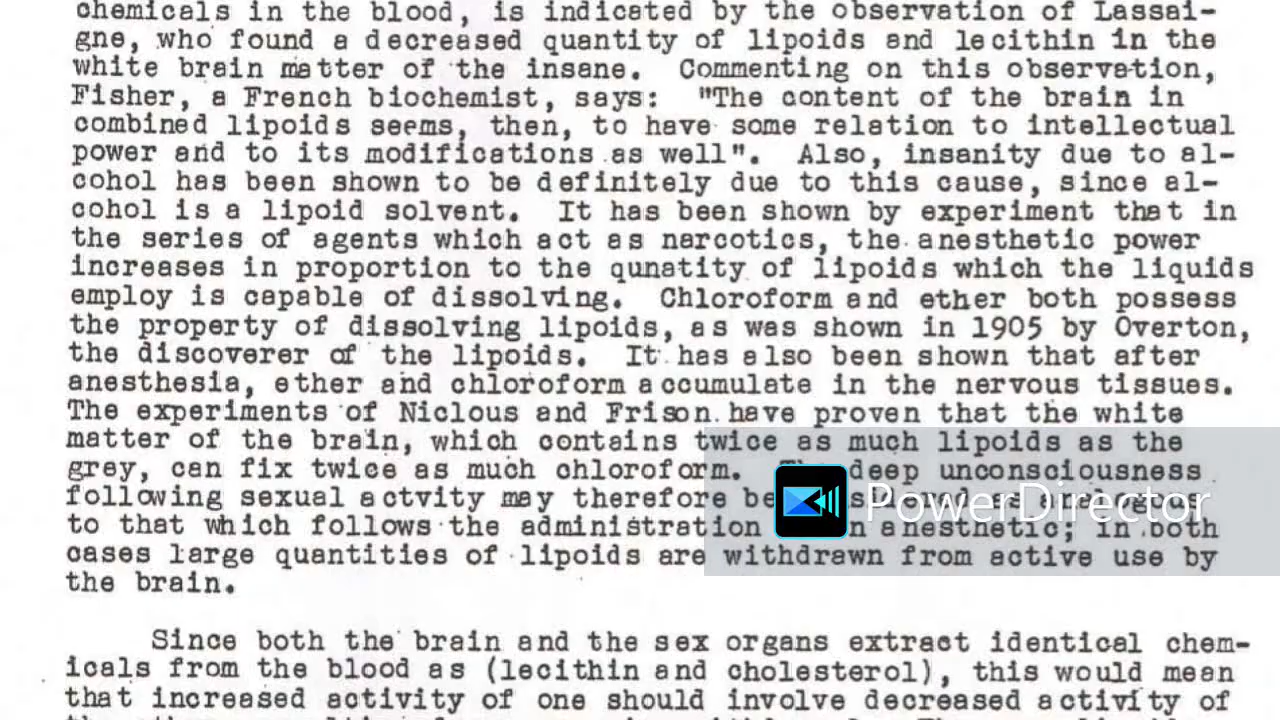 chemicals in the blood, is indicated by the observation of Lassai-
gne, who found a decreased quantity of lipoids and lecithin in the
white brain matter of the insane. Commenting on this observation,
Fisher, a French biochemist, says: "The content of the brain in
combined lipoids seems, then, to have some relation to intellectual
power and to its modifications as well". Also, insanity due to al-
cohol has been shown to be definitely due to this cause, since al-
cohol is a lipoid solvent. It has been shown by experiment that in
the series of agents which act as narcotics, the anesthetic power
increases in proportion to the qunatity of lipoids which the liquids
employ is capable of dissolving. Chloroform and ether both possess
the property of dissolving lipoids, as was shown in 1905 by Overton,
the discoverer of the lipoids. It has also been shown that after
anesthesia, ether and chloroform accumulate in the nervous tissues.
The experiments of Niclous and Frison have proven that the white
matter of the brain, which contains twice as much lipoids as the
grey, can fix twice as much chloroform. deep unconsciousness
following sexual actvity may therefore be
to that which follows the administration anesthetic; in both
cases large quantities of lipoids are withdrawn from active use by
the brain.
Since both the brain and the sex organs extract identical chem-
icals from the blood as (lecithin and cholesterol), this would mean
that increased activity of one should involve decreased activity of
PowerDirector